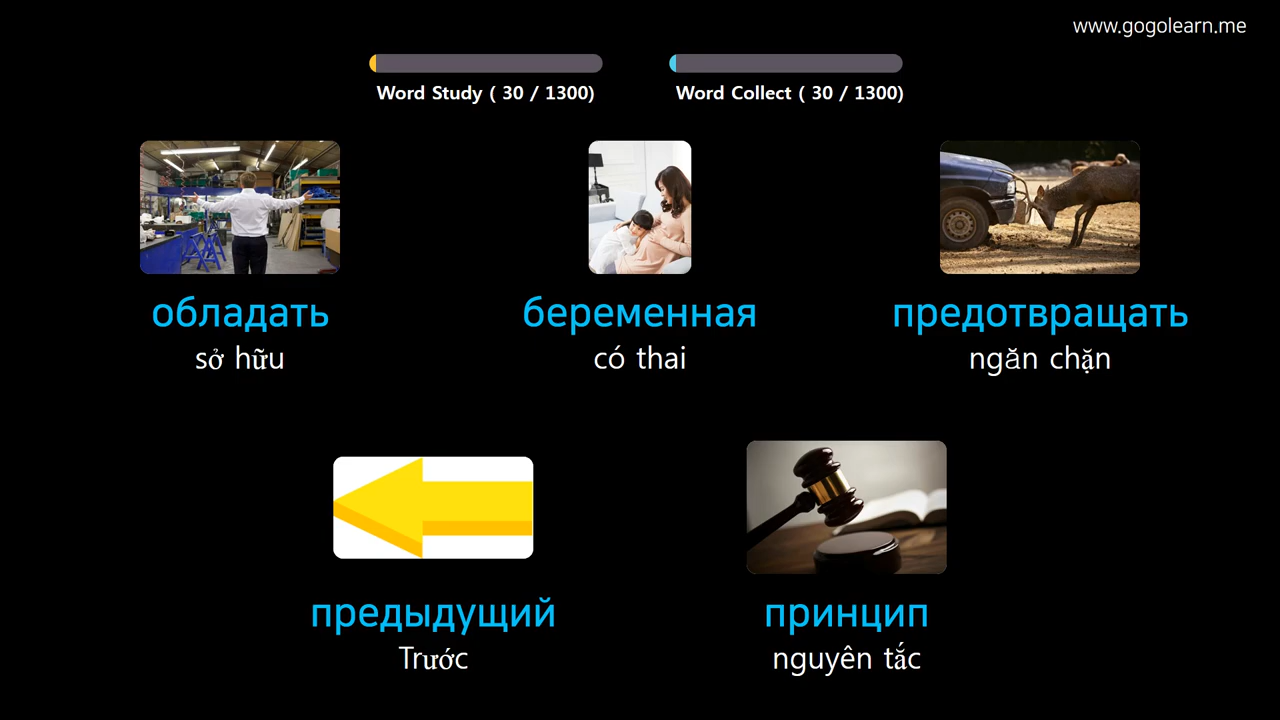 www.gogolearn.me
Word Study ( 30 / 1300)
Word Collect ( 30 / 1300)
обладать
sở hữu
беременная
có thai
предотвращать
ngăn chặn
предыдущий
Trước
принцип
nguyên tắc